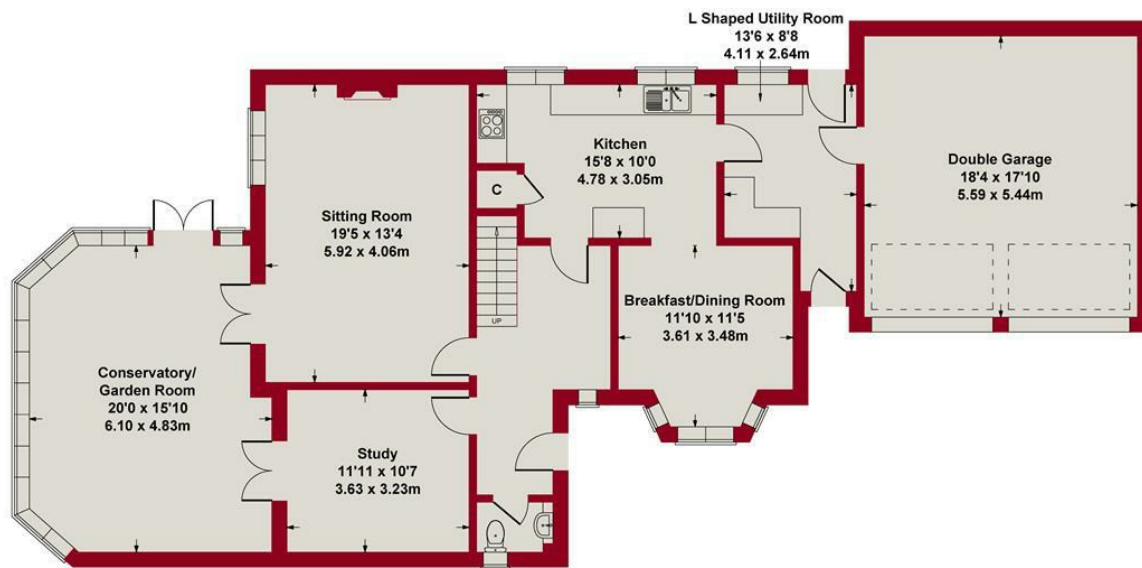 L Shaped Utility Room
13'6 x 8'8
4.11 x 2.64m
Kitchen
15'8 x 10'0
4.78 x 3.05m
Double Garage
18'4 x 17'10
5.59 x 5.44m
C
Sitting Room
19'5 x 13'4
5.92 x 4.06m
UP
Breakfast/Dining Room
11'10 x 11'5
3.61 x 3.48m
Conservatory/
Garden Room
20'0 x 15'10
6.10 x 4.83m
Study
11'11 x 10'7
3.63 x 3.23m